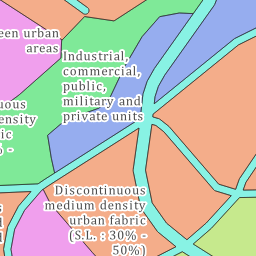 een urban
areas
Industrial,
commercial,
public,
military and
private units
uous
ensity
ric
% -
Discontinuous
medium density
urban fabric
(S.L. : 30% -
50%)